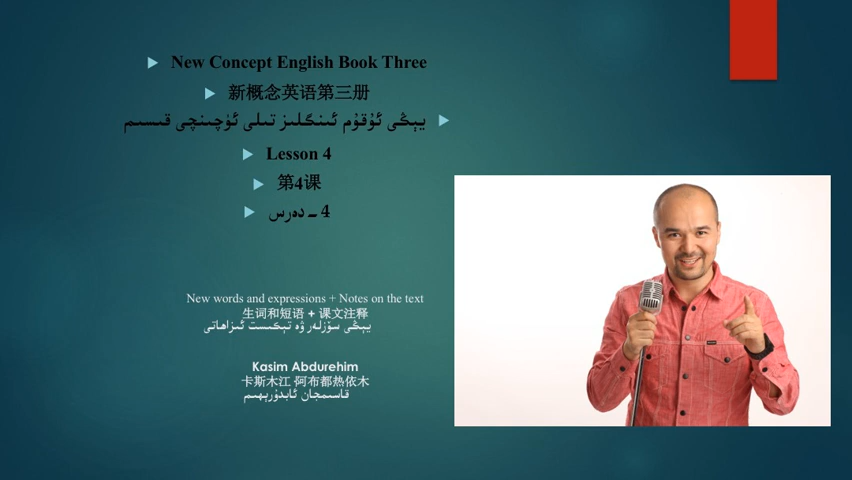 New Concept English Book Three
新概念英语第三册
يېڭى ئۇقۇم ئىنگلىز تىلى ئۈچىنچى قىسىم
Lesson 4
第4课
4 ـ دەرس
New words and expressions + Notes on the text
生词和短语 + 课文注释
يېڭى سۆزلەر ۋە تېكىست ئىزاھاتى
Kasim Abdurehim
卡斯木江·阿布都热依木
قاسىمجان ئابدۇرېھىم